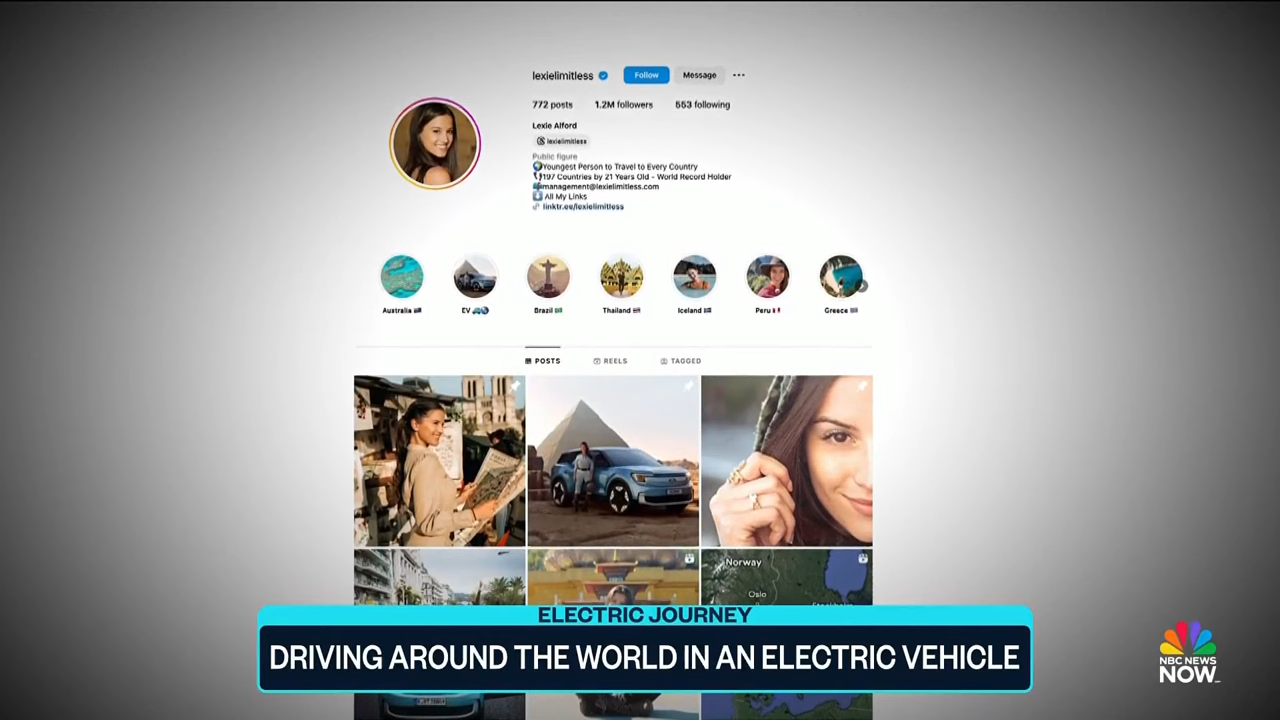 lexielimitless Follow Message
772 posts 1.2M followers 553 following
Lexie Alford
lexielimitless
Public figure
Youngest Person to Travel to Every Country
197 Countries by 21 Years Old - World Record Holder
management@lexielimitless.com
All My Links
linktr.ee/lexielimitless
Australia EV Brazil Thailand Iceland Peru Greece
POSTS REELS TAGGED
Norway
Oslo
ELECTRIC JOURNEY
DRIVING AROUND THE WORLD IN AN ELECTRIC VEHICLE
NBC NEWS
NOW